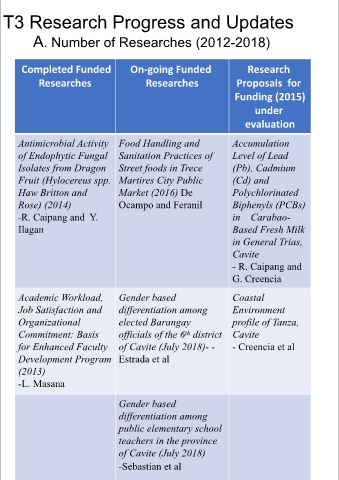 T3 Research Progress and Updates
A. Number of Researches (2012-2018)
Completed Funded
Researches
On-going Funded
Researches
Research
Proposals for
Funding (2015)
under
evaluation
Antimicrobial Activity
of Endophytic Fungal
Isolates from Dragon
Fruit (Hylocereus spp.
Haw Britton and
Rose) (2014)
-R. Caipang and Y.
Ilagan
Food Handling and
Sanitation Practices of
Street foods in Trece
Martires City Public
Market (2016) De
Ocampo and Feranil
Accumulation
Level of Lead
(Pb), Cadmium
(Cd) and
Polychlorinated
Biphenyls (PCBs)
in Carabao-
Based Fresh Milk
in General Trias,
Cavite
- R. Caipang and
G. Creencia
Academic Workload,
Job Satisfaction and
Organizational
Commitment: Basis
for Enhanced Faculty
Development Program
(2013)
-L. Masana
Gender based
differentiation among
elected Barangay
officials of the 6th district
of Cavite (July 2018)- -
Estrada et al
Coastal
Environment
profile of Tanza,
Cavite
- Creencia et al
Gender based
differentiation among
public elementary school
teachers in the province
of Cavite (July 2018)
-Sebastian et al